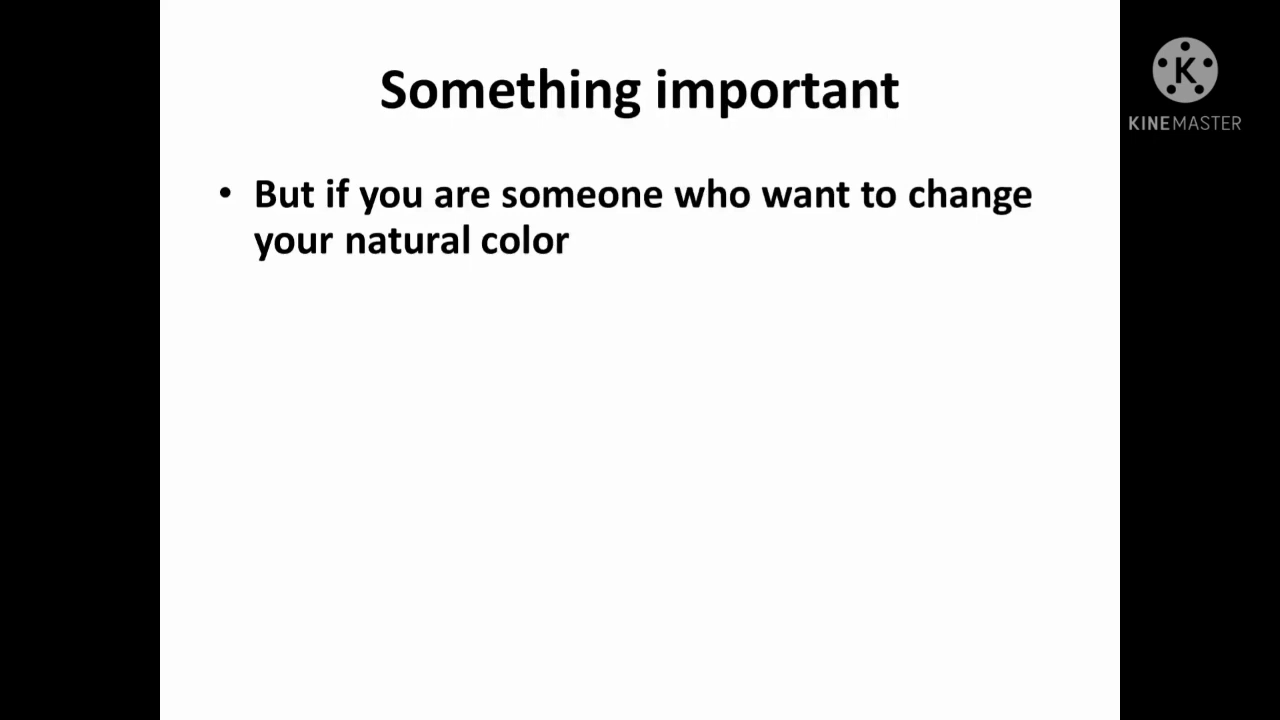 Something important
K
KINEMASTER
• But if you are someone who want to change
your natural color